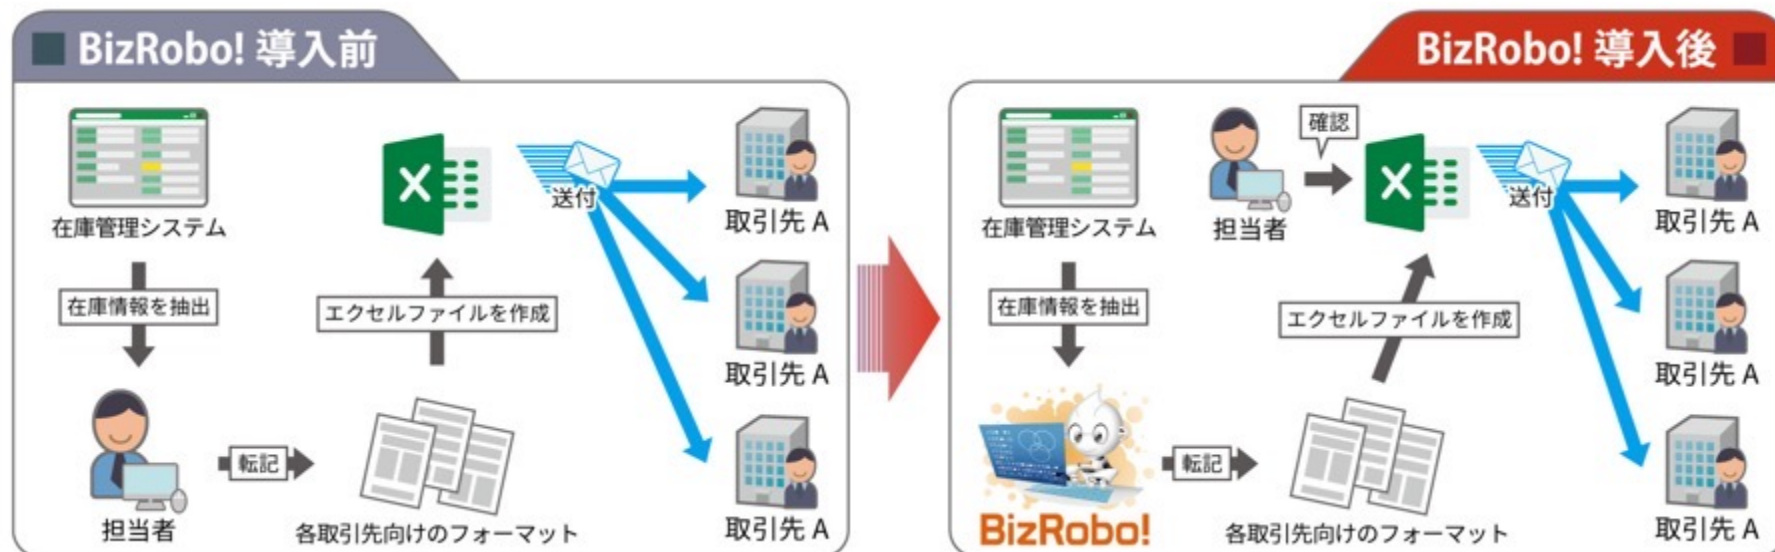 BizRobo! 導入前
在庫管理システム
在庫情報を抽出
担当者
転記
各取引先向けのフォーマット
エクセルファイルを作成
X
送付
取引先 A
取引先 A
取引先 A
BizRobo! 導入後
在庫管理システム
在庫情報を抽出
BizRobo!
転記
各取引先向けのフォーマット
エクセルファイルを作成
担当者
確認
X
送付
取引先 A
取引先 A
取引先 A